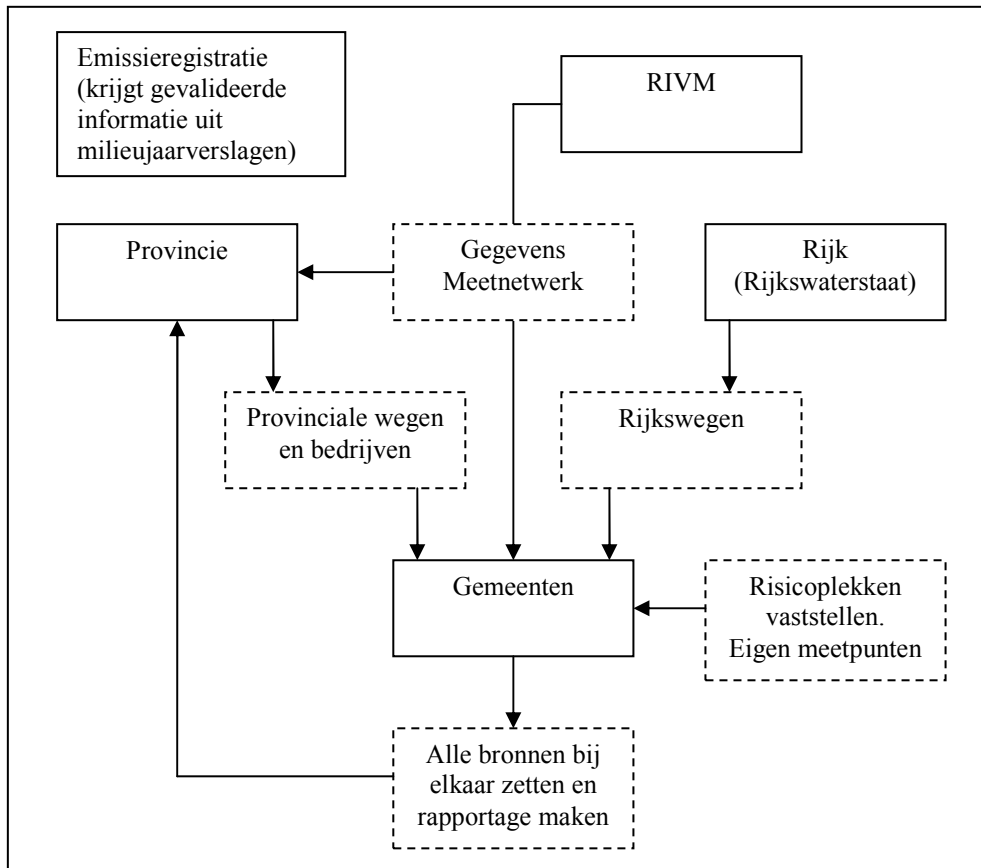 Emissieregistratie
(krijgt gevalideerde
informatie uit
milieujaarverslagen)
RIVM
Provincie
Gegevens
Meetnetwerk
Rijk
(Rijkswaterstaat)
Provinciale wegen
en bedrijven
Rijkswegen
Gemeenten
Risicoplekken
vaststellen.
Eigen meetpunten
Alle bronnen bij
elkaar zetten en
rapportage maken